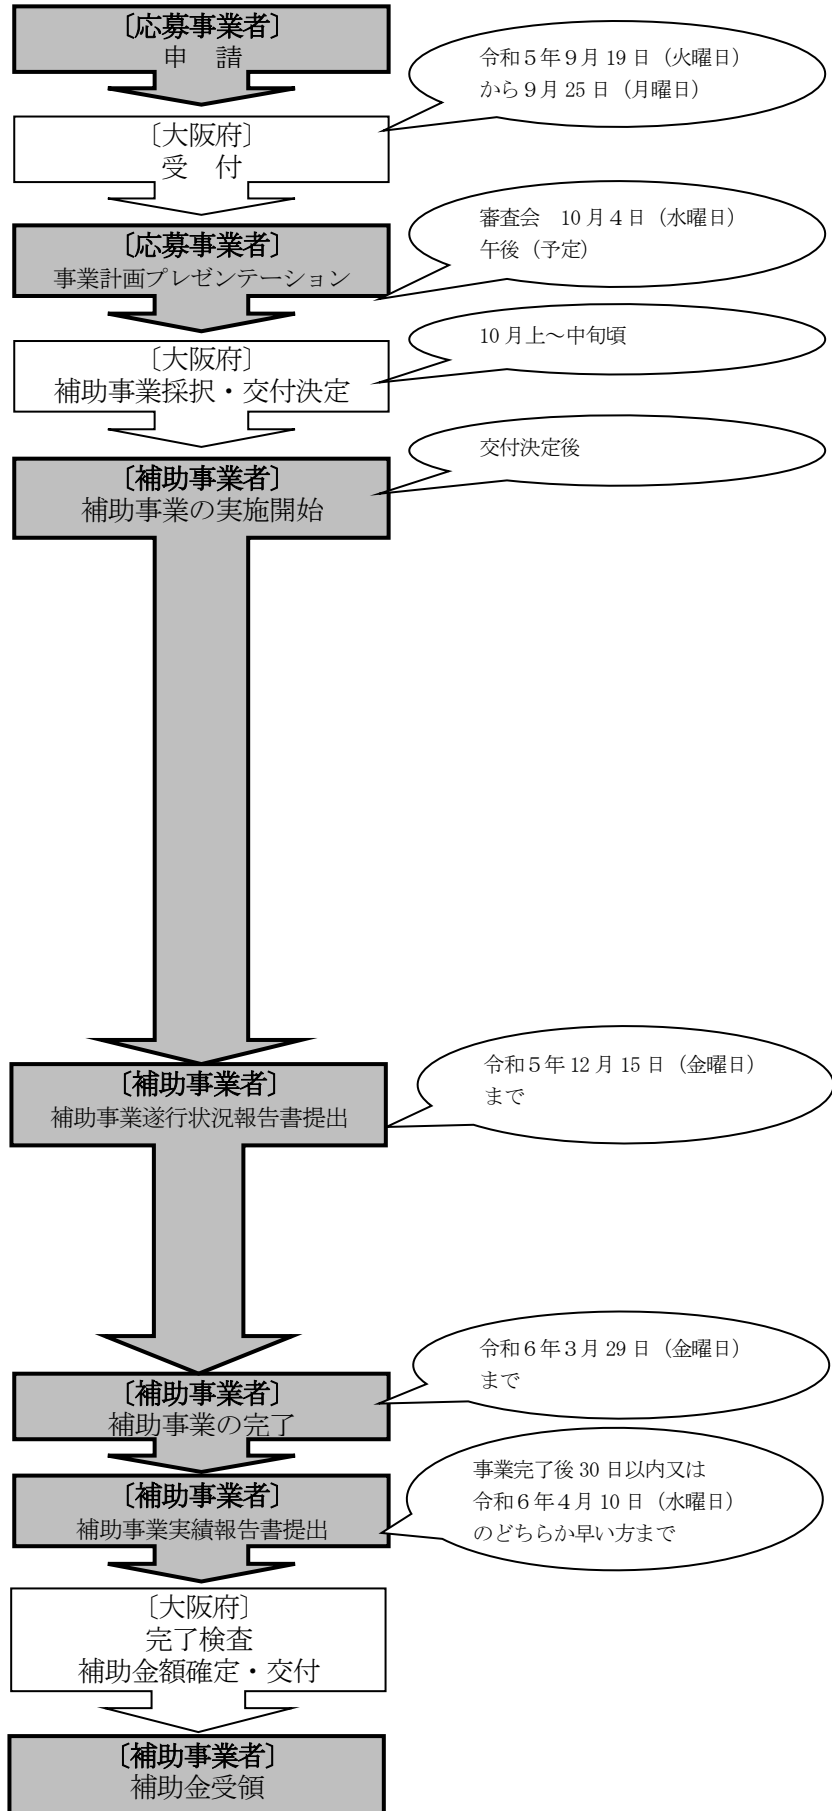 〔応募事業者〕
申　請
令和５年９月 19 日（火曜日）
から９月 25 日（月曜日）
〔大阪府〕
受　付
〔応募事業者〕
事業計画プレゼンテーション
審査会　10 月４日（水曜日）
午後（予定）
〔大阪府〕
補助事業採択・交付決定
10 月上～中旬頃
〔補助事業者〕
補助事業の実施開始
交付決定後
〔補助事業者〕
補助事業遂行状況報告書提出
令和５年 12 月 15 日（金曜日）
まで
〔補助事業者〕
補助事業の完了
令和６年３月 29 日（金曜日）
まで
〔補助事業者〕
補助事業実績報告書提出
事業完了後 30 日以内又は
令和６年４月 10 日（水曜日）
のどちらか早い方まで
〔大阪府〕
完了検査
補助金額確定・交付
〔補助事業者〕
補助金受領